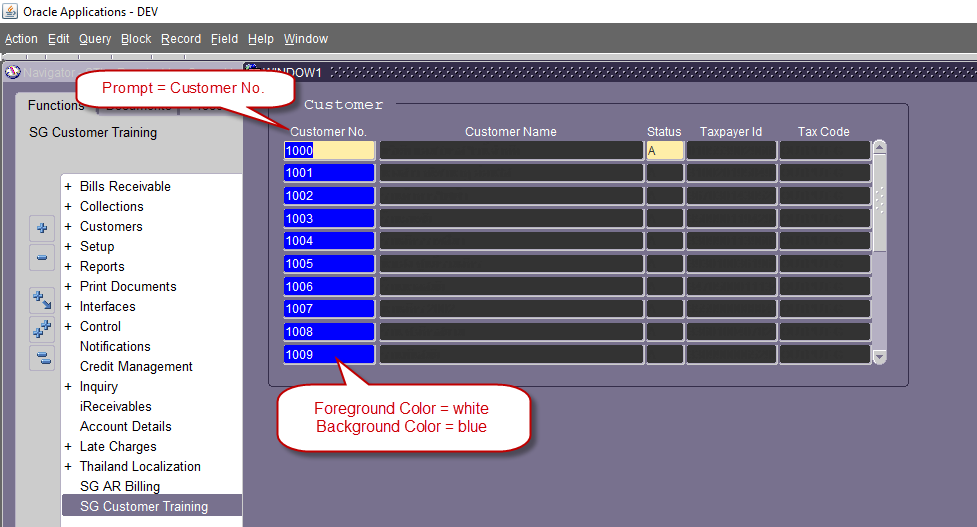 Oracle Applications - DEV
Action Edit Query Block Record Field Help Window
WINDOW1
Prompt = Customer No.
Functions
SG Customer Training
+ Bills Receivable
+ Collections
+ Customers
+ Setup
+ Reports
+ Print Documents
+ Interfaces
+ Control
Notifications
Credit Management
+ Inquiry
iReceivables
Account Details
+ Late Charges
+ Thailand Localization
SG AR Billing
SG Customer Training
Customer
Customer No. Customer Name Status Taxpayer Id Tax Code
1000 A
1001
1002
1003
1004
1005
1006
1007
1008
1009
Foreground Color = white
Background Color = blue